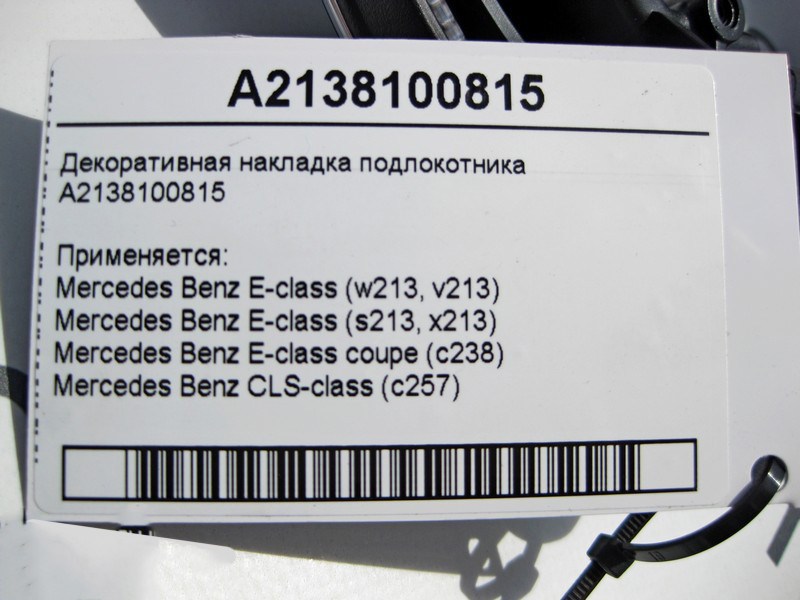 A2138100815
Декоративная накладка подлокотника
A2138100815
Применяется:
Mercedes Benz E-class (w213, v213)
Mercedes Benz E-class (s213, x213)
Mercedes Benz E-class coupe (c238)
Mercedes Benz CLS-class (c257)